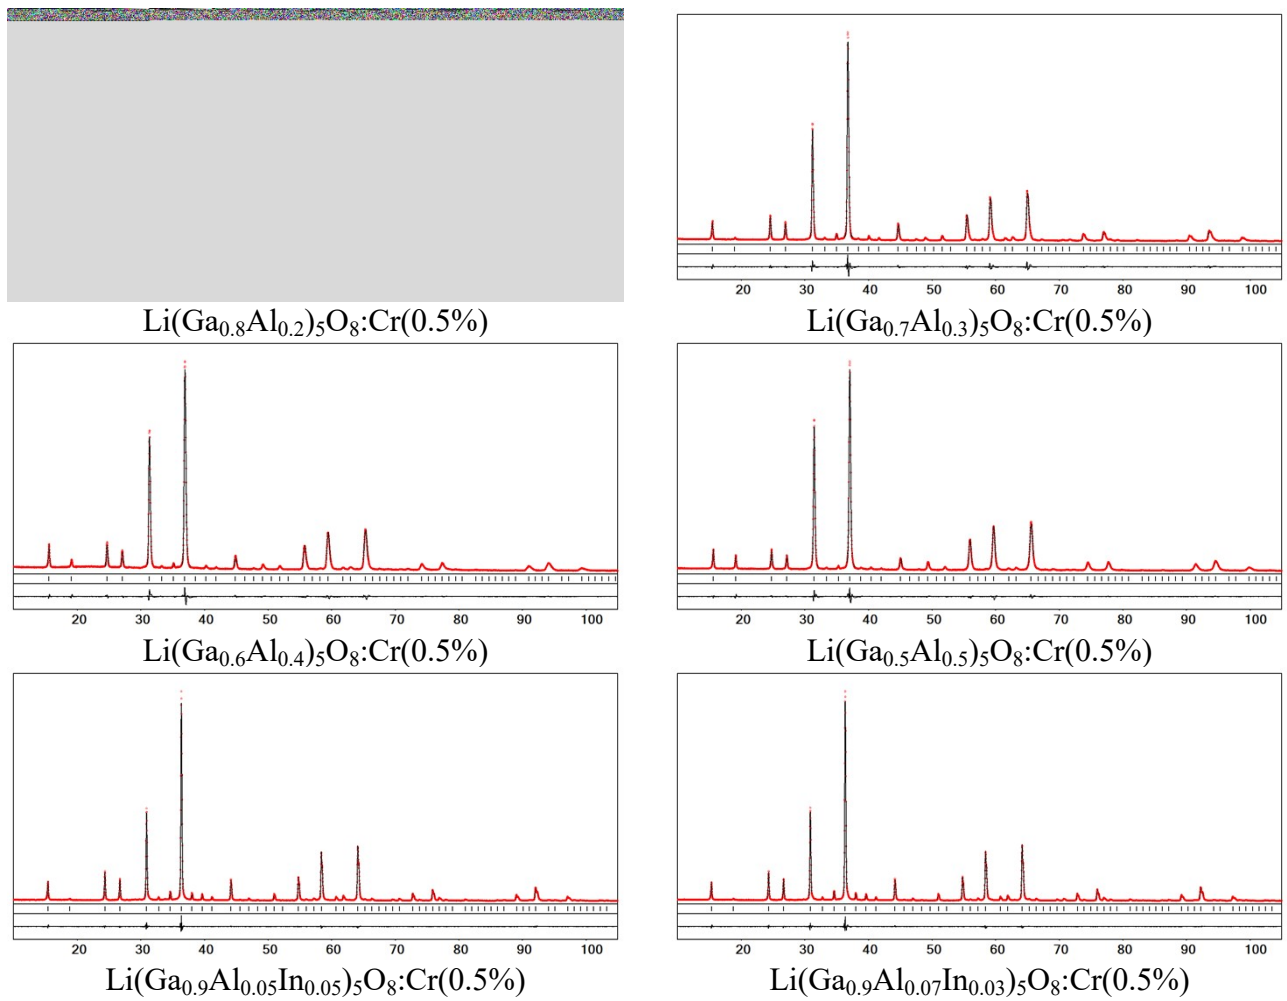 20 30 40 50 60 70 80 90 100
Li(Ga₀.₈Al₀.₂)₅O₈:Cr(0.5%) Li(Ga₀.₇Al₀.₃)₅O₈:Cr(0.5%)
20 30 40 50 60 70 80 90 100 20 30 40 50 60 70 80 90 100
Li(Ga₀.₆Al₀.₄)₅O₈:Cr(0.5%) Li(Ga₀.₅Al₀.₅)₅O₈:Cr(0.5%)
20 30 40 50 60 70 80 90 100 20 30 40 50 60 70 80 90 100
Li(Ga₀.₉Al₀.₀₅In₀.₀₅)₅O₈:Cr(0.5%) Li(Ga₀.₉Al₀.₀₇In₀.₀₃)₅O₈:Cr(0.5%)